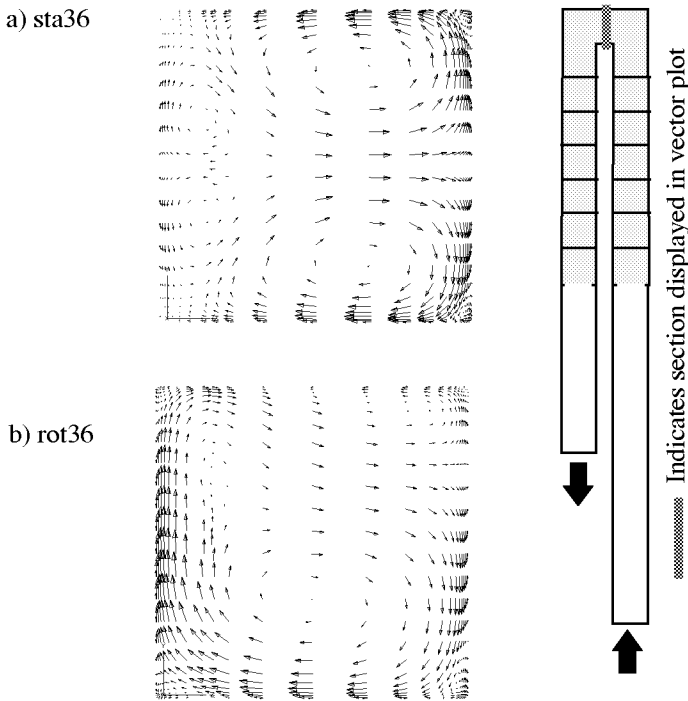 a) sta36
b) rot36
Indicates section displayed in vector plot